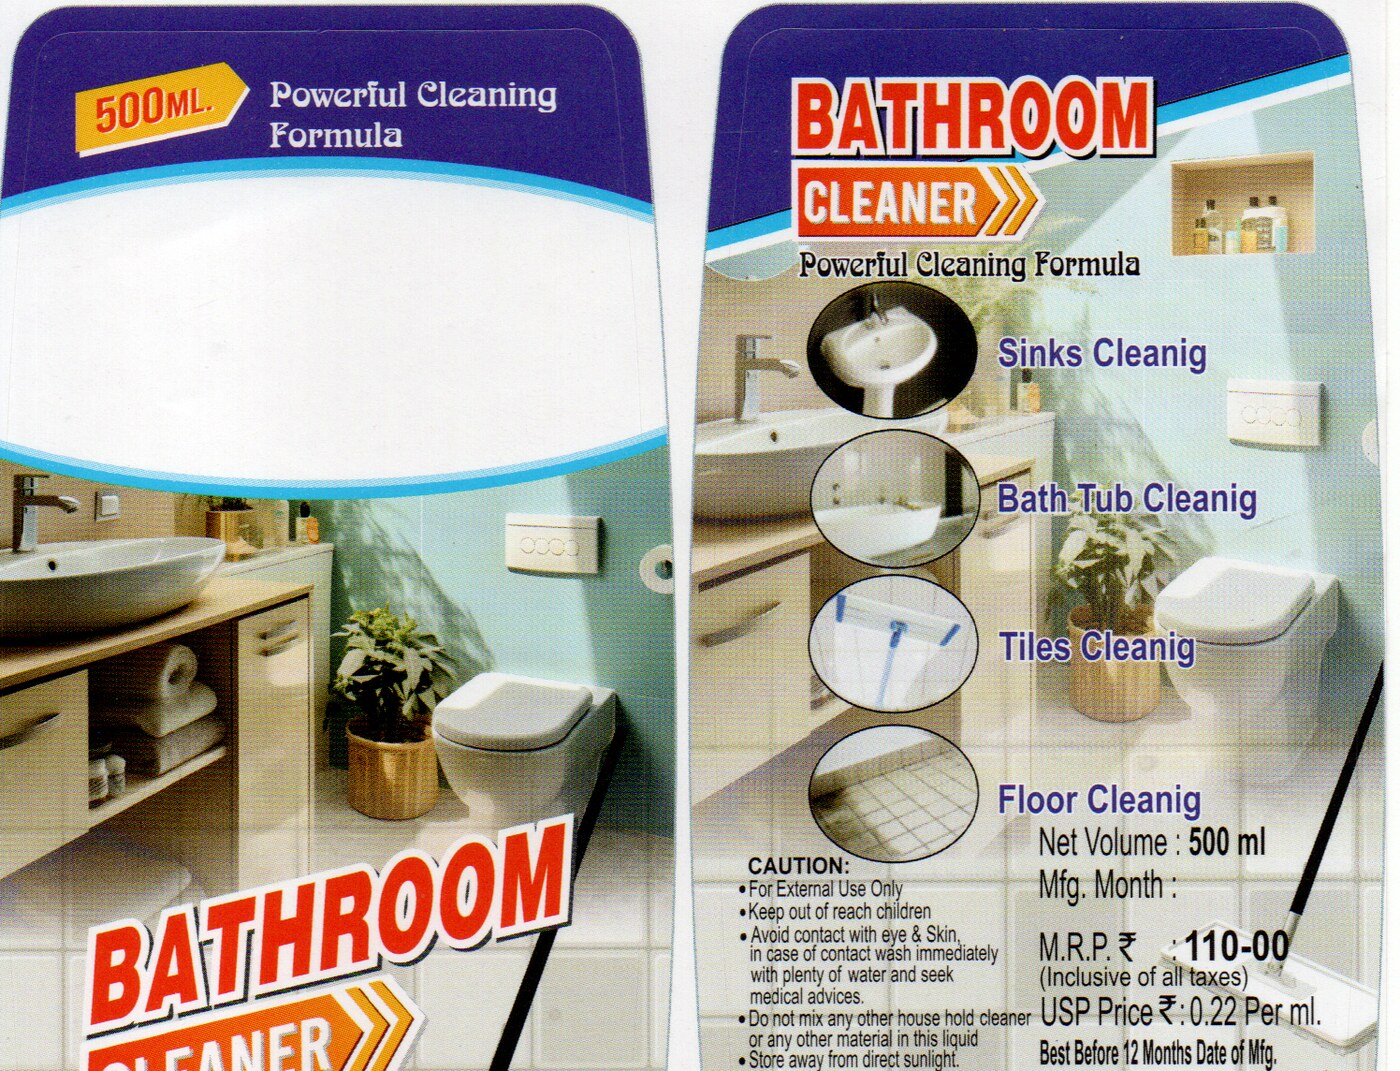 500ML.
Powerful Cleaning
Formula
BATHROOM
CLEANER
BATHROOM
CLEANER
Powerful Cleaning Formula
Sinks Cleanig
Bath Tub Cleanig
Tiles Cleanig
Floor Cleanig
CAUTION:
• For External Use Only
• Keep out of reach children
• Avoid contact with eye & Skin,
in case of contact wash immediately
with plenty of water and seek
medical advices.
• Do not mix any other house hold cleaner
or any other material in this liquid
• Store away from direct sunlight.
Net Volume : 500 ml
Mfg. Month :
M.R.P. ₹ : 110-00
(Inclusive of all taxes)
USP Price ₹ : 0.22 Per ml.
Best Before 12 Months Date of Mfg.